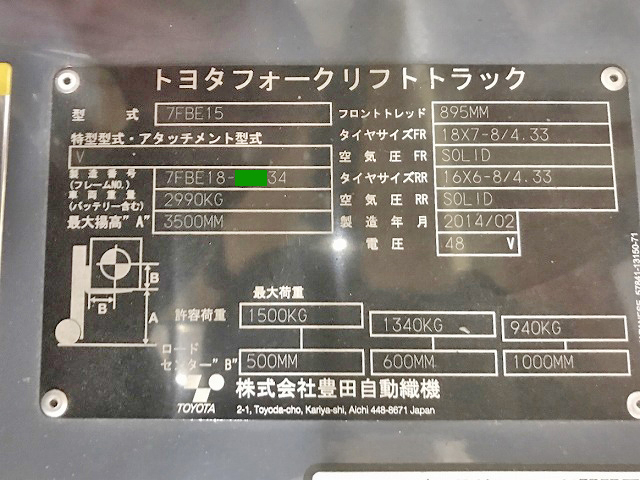 トヨタフォークリフトトラック
型 式 7FBE15 フロントトレッド 895MM
特型型式・アタッチメント型式 タイヤサイズFR 18X7-8/4.33
V 空気圧 FR SOLID
製造番号 (フレームNO.) 7FBE18- 34 タイヤサイズRR 16X6-8/4.33
車両重量 (バッテリー含む) 2990KG 空気圧 RR SOLID
最大揚高"A" 3500MM 製造年月 2014/02
電圧 48 V
B
B
A
最大荷重
許容荷重 1500KG 1340KG 940KG
ロードセンター"B" 500MM 600MM 1000MM
TOYOTA 株式会社豊田自動織機
2-1, Toyoda-cho, Kariya-shi, Aichi 448-8671 Japan